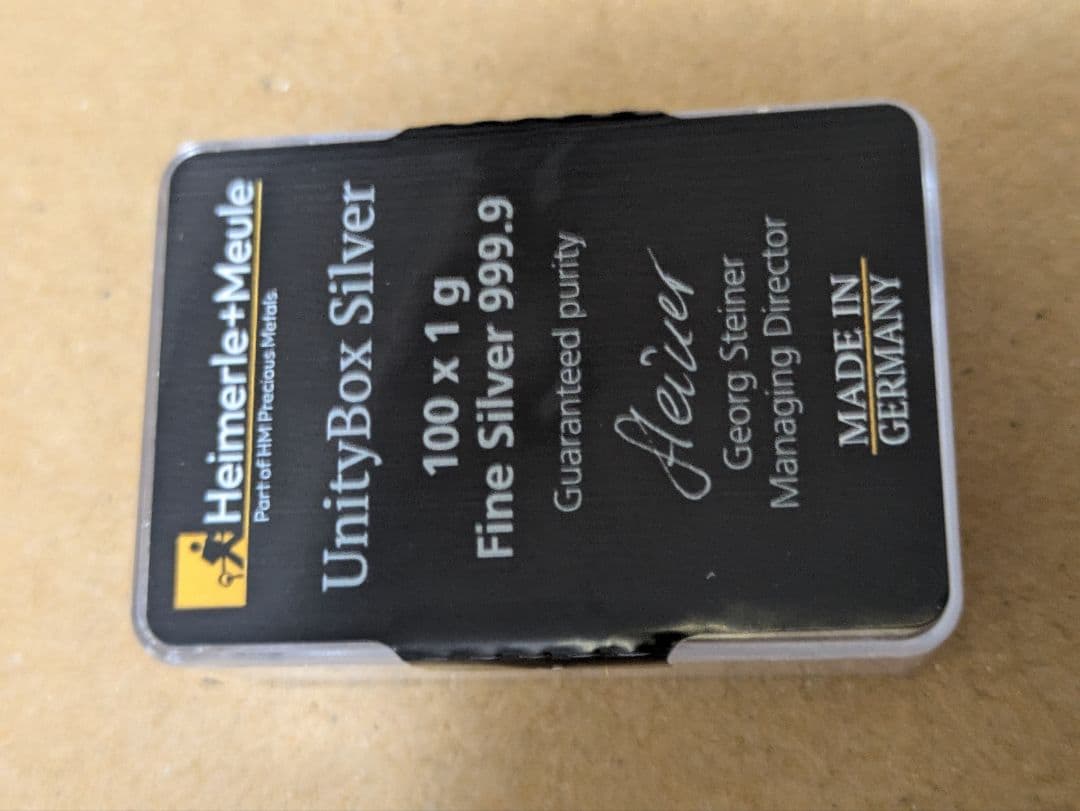 Heimerle+Meule
Part of HM Precious Metals
UnityBox Silver
100 x 1 g
Fine Silver 999.9
Guaranteed purity
Steiner
Georg Steiner
Managing Director
MADE IN
GERMANY